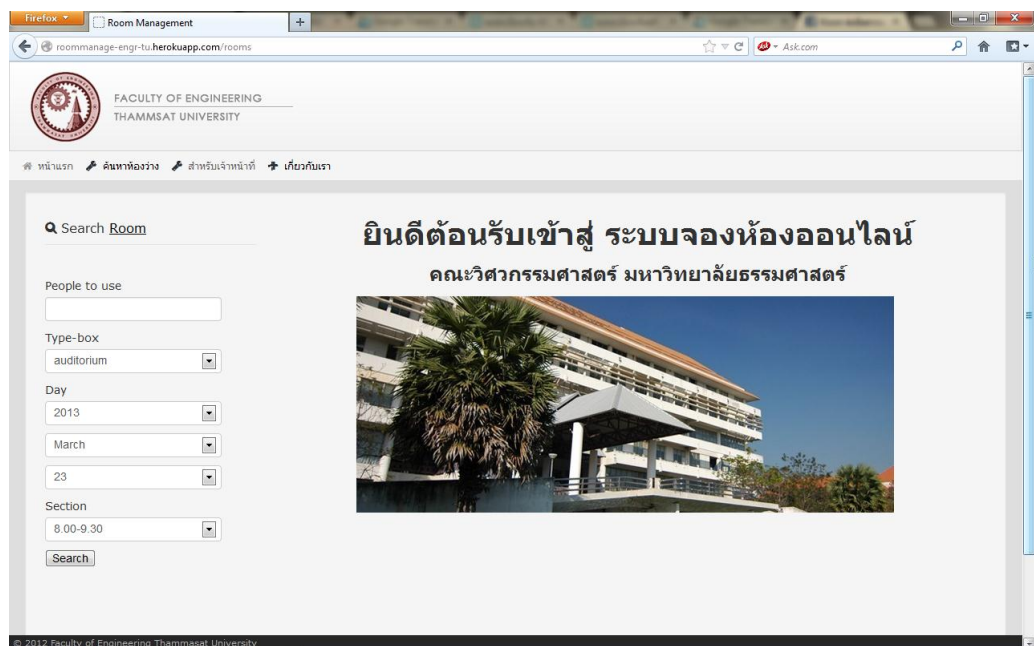 Firefox
Room Management
roommanage-engr-tu.herokuapp.com/rooms
Ask.com
FACULTY OF ENGINEERING
THAMMSAT UNIVERSITY
หน้าแรก ค้นหาห้องว่าง สำหรับเจ้าหน้าที่ เกี่ยวกับเรา
Search Room
ยินดีต้อนรับเข้าสู่ ระบบจองห้องออนไลน์
คณะวิศวกรรมศาสตร์ มหาวิทยาลัยธรรมศาสตร์
People to use
Type-box
auditorium
Day
2013
March
23
Section
8.00-9.30
Search
© 2012 Faculty of Engineering Thammasat University